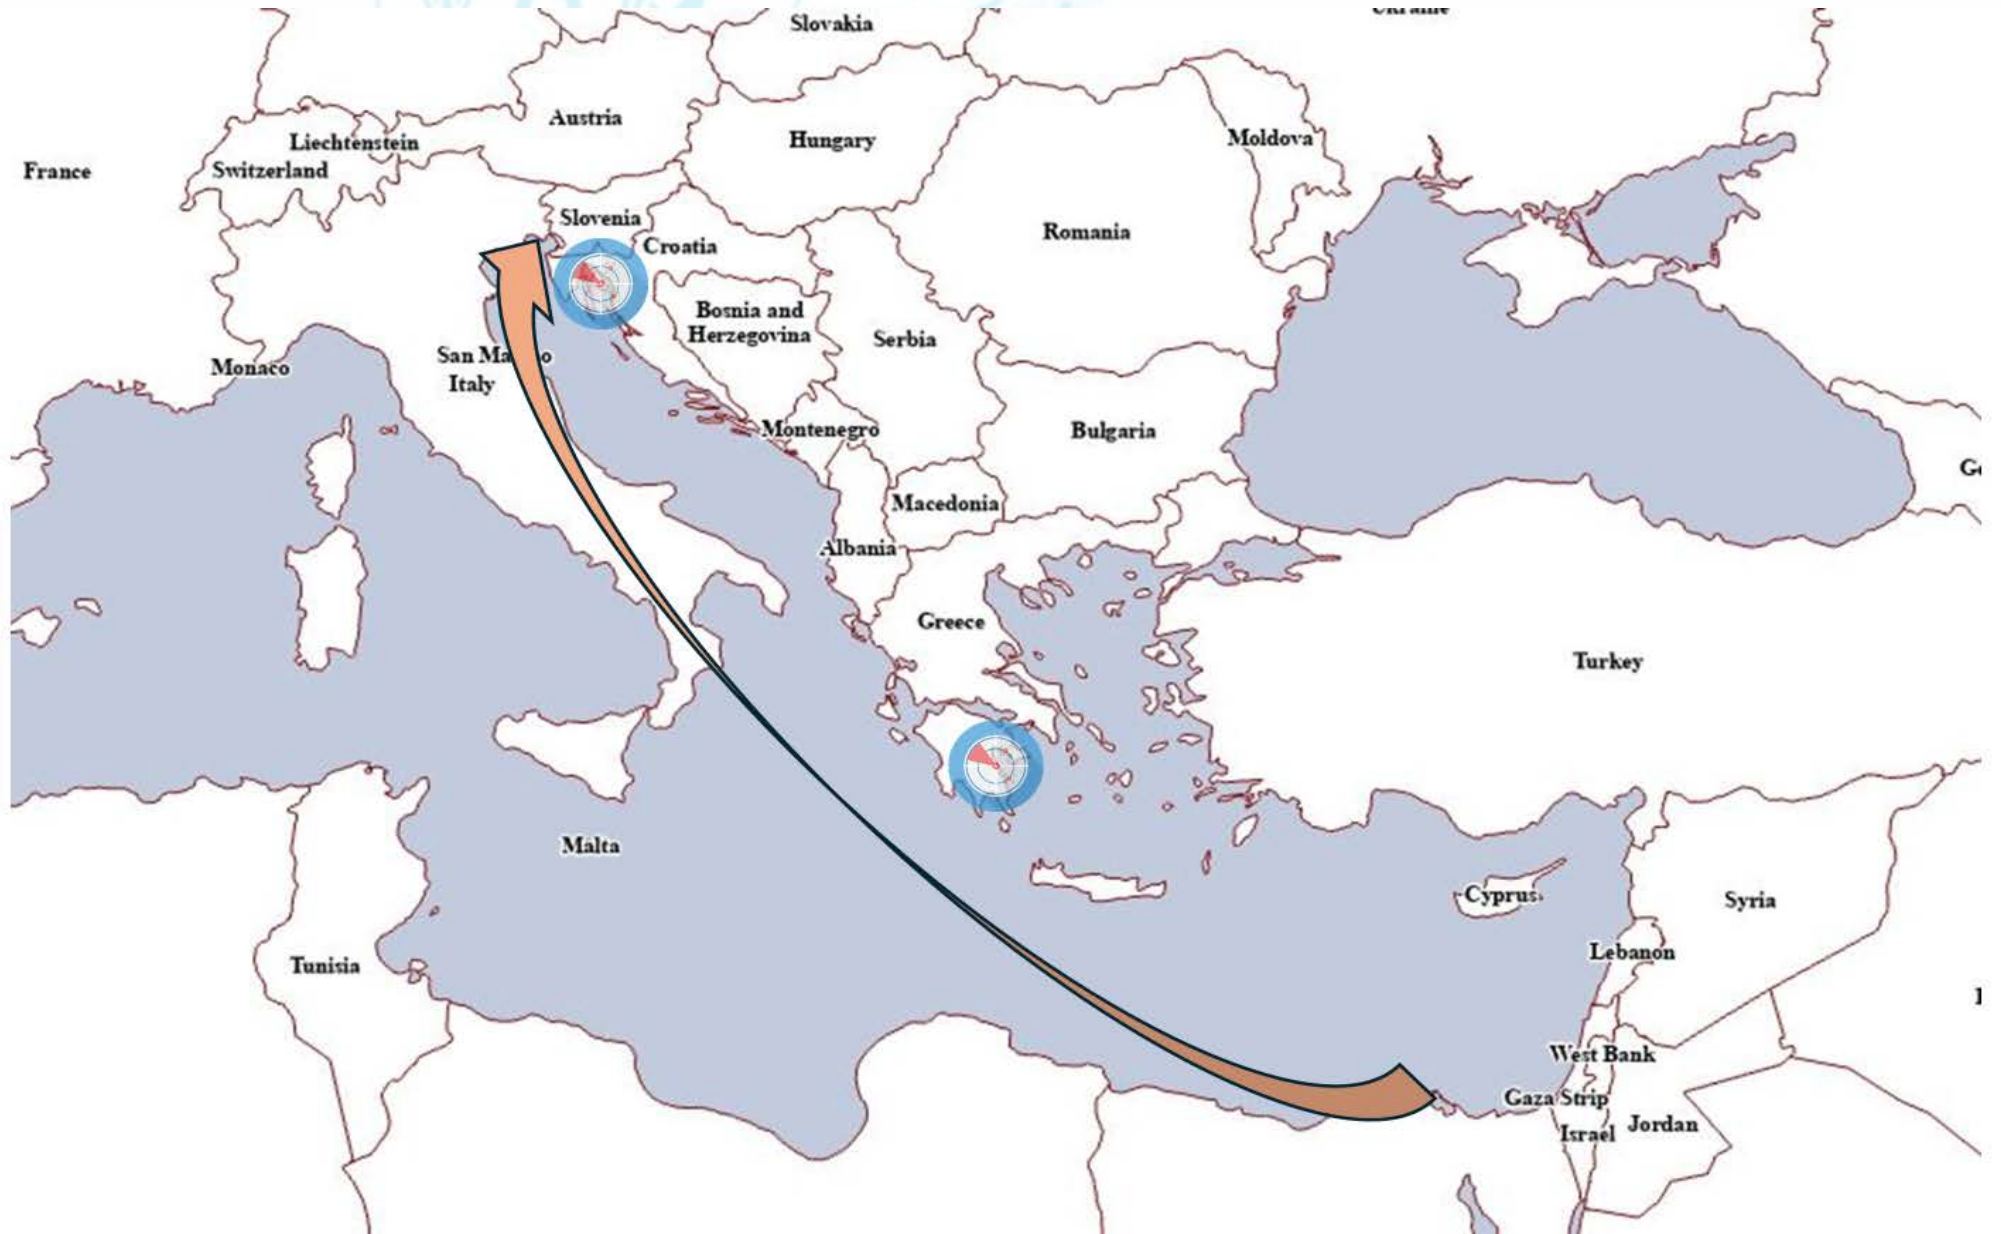 Slovakia
Austria
Hungary
Liechtenstein
Switzerland
France
Moldova
Slovenia
Croatia
Romania
Bosnia and
Herzegovina
Serbia
Monaco
Italy
Montenegro
Bulgaria
Macedonia
Albania
Greece
Turkey
Malta
Cyprus
Syria
Lebanon
Tunisia
West Bank
Gaza Strip
Israel
Jordan